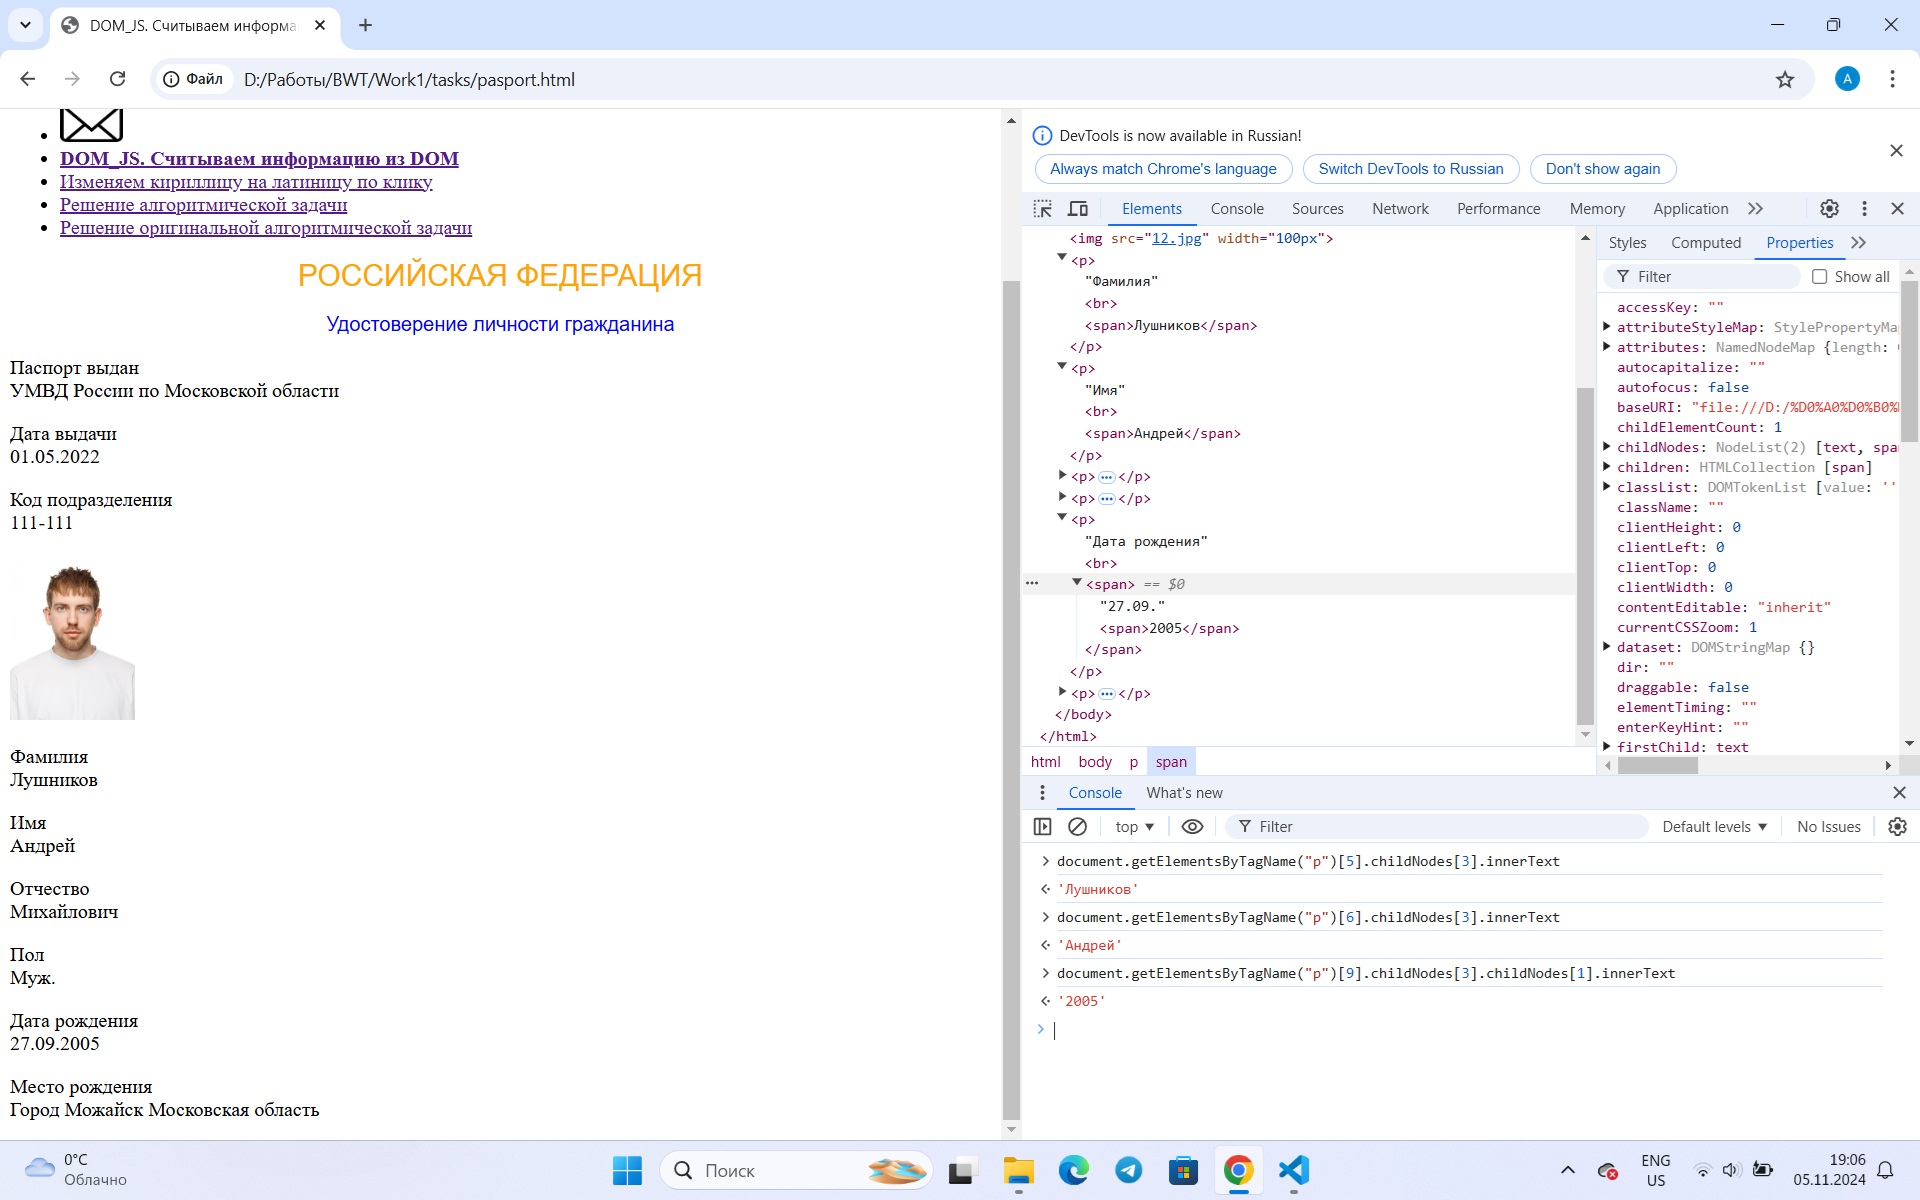 DOM_JS. Считываем информа
Файл
D:/Работы/BWT/Work1/tasks/pasport.html
A
DOM_JS. Считываем информацию из DOM
Изменяем кириллицу на латиницу по клику
Решение алгоритмической задачи
Решение оригинальной алгоритмической задачи
РОССИЙСКАЯ ФЕДЕРАЦИЯ
Удостоверение личности гражданина
Паспорт выдан
УМВД России по Московской области
Дата выдачи
01.05.2022
Код подразделения
111-111
Фамилия
Лушников
Имя
Андрей
Отчество
Михайлович
Пол
Муж.
Дата рождения
27.09.2005
Место рождения
Город Можайск Московская область
DevTools is now available in Russian!
Always match Chrome's language
Switch DevTools to Russian
Don't show again
Elements Console Sources Network Performance Memory Application
<img src="12.jpg" width="100px">
<p>
"Фамилия"
<br>
<span>Лушников</span>
</p>
<p>
"Имя"
<br>
<span>Андрей</span>
</p>
<p>…</p>
<p>…</p>
<p>
"Дата рождения"
<br>
<span> == $0
"27.09."
<span>2005</span>
</span>
</p>
<p>…</p>
</body>
</html>
html body p span
Styles Computed Properties
Filter Show all
accessKey: ""
attributeStyleMap: StylePropertyMa
attributes: NamedNodeMap {length:
autocapitalize: ""
autofocus: false
baseURI: "file:///D:/%D0%A0%D0%B0%
childElementCount: 1
childNodes: NodeList(2) [text, spa
children: HTMLCollection [span]
classList: DOMTokenList [value: ''
className: ""
clientHeight: 0
clientLeft: 0
clientTop: 0
clientWidth: 0
contentEditable: "inherit"
currentCSSZoom: 1
dataset: DOMStringMap {}
dir: ""
draggable: false
elementTiming: ""
enterKeyHint: ""
firstChild: text
Console What's new
top Filter Default levels No Issues
document.getElementsByTagName("p")[5].childNodes[3].innerText
'Лушников'
document.getElementsByTagName("p")[6].childNodes[3].innerText
'Андрей'
document.getElementsByTagName("p")[9].childNodes[3].childNodes[1].innerText
'2005'
0°C
Облачно
Поиск
ENG
US
19:06
05.11.2024